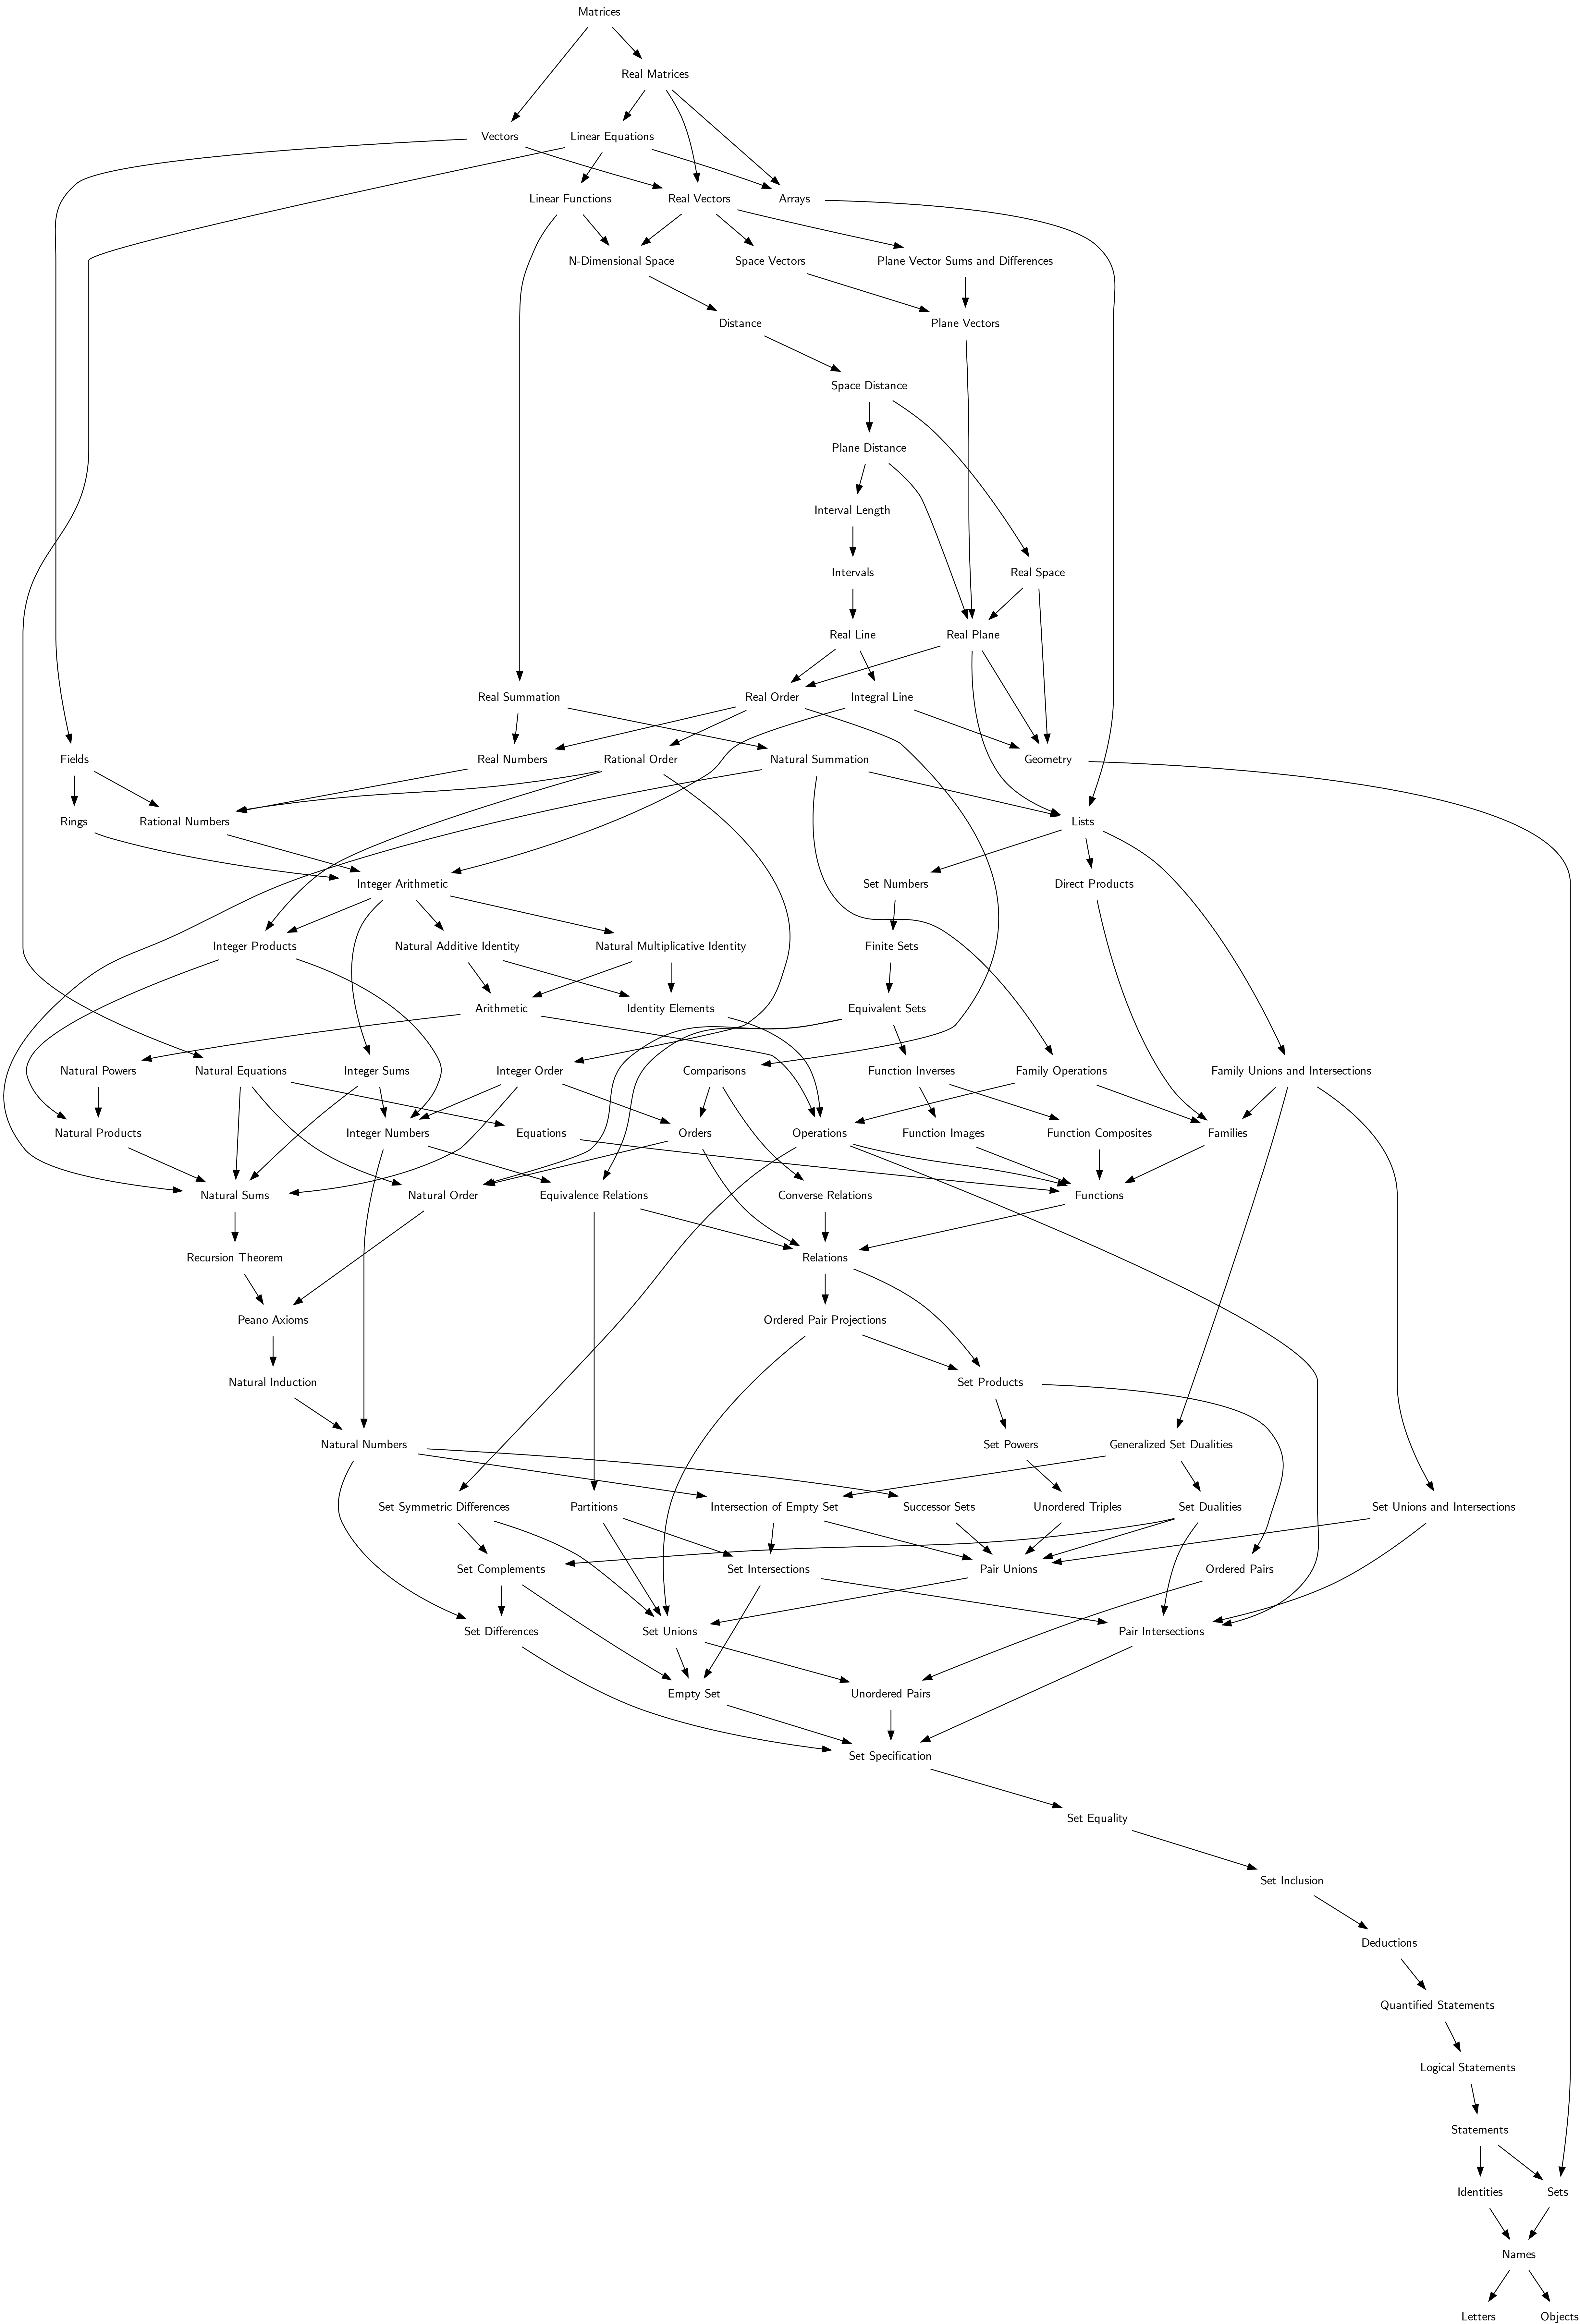 Matrices
Real Matrices
Vectors
Linear Equations
Linear Functions
Real Vectors
Arrays
N-Dimensional Space
Space Vectors
Plane Vector Sums and Differences
Distance
Plane Vectors
Space Distance
Plane Distance
Interval Length
Intervals
Real Space
Real Line
Real Plane
Real Summation
Real Order
Integral Line
Fields
Real Numbers
Rational Order
Natural Summation
Geometry
Rings
Rational Numbers
Lists
Integer Arithmetic
Set Numbers
Direct Products
Integer Products
Natural Additive Identity
Natural Multiplicative Identity
Finite Sets
Arithmetic
Identity Elements
Equivalent Sets
Natural Powers
Natural Equations
Integer Sums
Integer Order
Comparisons
Function Inverses
Family Operations
Family Unions and Intersections
Natural Products
Integer Numbers
Equations
Orders
Operations
Function Images
Function Composites
Families
Natural Sums
Natural Order
Equivalence Relations
Converse Relations
Functions
Recursion Theorem
Relations
Peano Axioms
Ordered Pair Projections
Natural Induction
Set Products
Natural Numbers
Set Powers
Generalized Set Dualities
Set Symmetric Differences
Partitions
Intersection of Empty Set
Successor Sets
Unordered Triples
Set Dualities
Set Unions and Intersections
Set Complements
Set Intersections
Pair Unions
Ordered Pairs
Set Differences
Set Unions
Pair Intersections
Empty Set
Unordered Pairs
Set Specification
Set Equality
Set Inclusion
Deductions
Quantified Statements
Logical Statements
Statements
Identities
Sets
Names
Letters
Objects